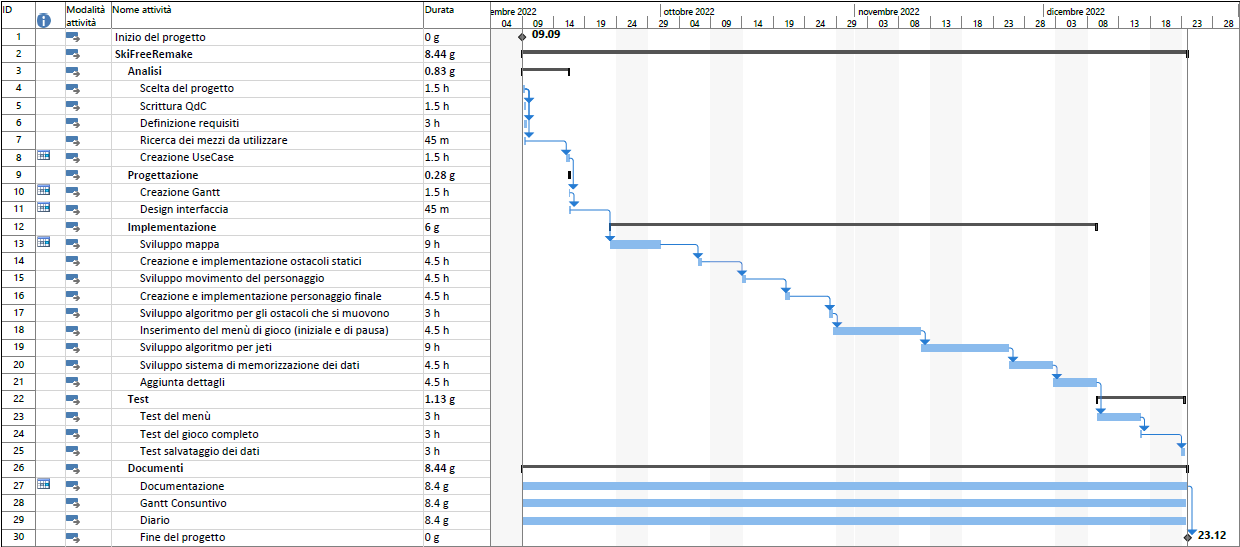 ID Modalità attività Nome attività Durata
embre 2022 ottobre 2022 novembre 2022 dicembre 2022
04 09 14 19 24 29 04 09 14 19 24 29 03 08 13 18 23 28 03 08 13 18 23 28
1 Inizio del progetto 0 g 09.09
2 SkiFreeRemake 8.44 g
3 Analisi 0.83 g
4 Scelta del progetto 1.5 h
5 Scrittura QdC 1.5 h
6 Definizione requisiti 3 h
7 Ricerca dei mezzi da utilizzare 45 m
8 Creazione UseCase 1.5 h
9 Progettazione 0.28 g
10 Creazione Gantt 1.5 h
11 Design interfaccia 45 m
12 Implementazione 6 g
13 Sviluppo mappa 9 h
14 Creazione e implementazione ostacoli statici 4.5 h
15 Sviluppo movimento del personaggio 4.5 h
16 Creazione e implementazione personaggio finale 4.5 h
17 Sviluppo algoritmo per gli ostacoli che si muovono 3 h
18 Inserimento del menù di gioco (iniziale e di pausa) 4.5 h
19 Sviluppo algoritmo per jeti 9 h
20 Sviluppo sistema di memorizzazione dei dati 4.5 h
21 Aggiunta dettagli 4.5 h
22 Test 1.13 g
23 Test del menù 3 h
24 Test del gioco completo 3 h
25 Test salvataggio dei dati 3 h
26 Documenti 8.44 g
27 Documentazione 8.4 g
28 Gantt Consuntivo 8.4 g
29 Diario 8.4 g
30 Fine del progetto 0 g 23.12